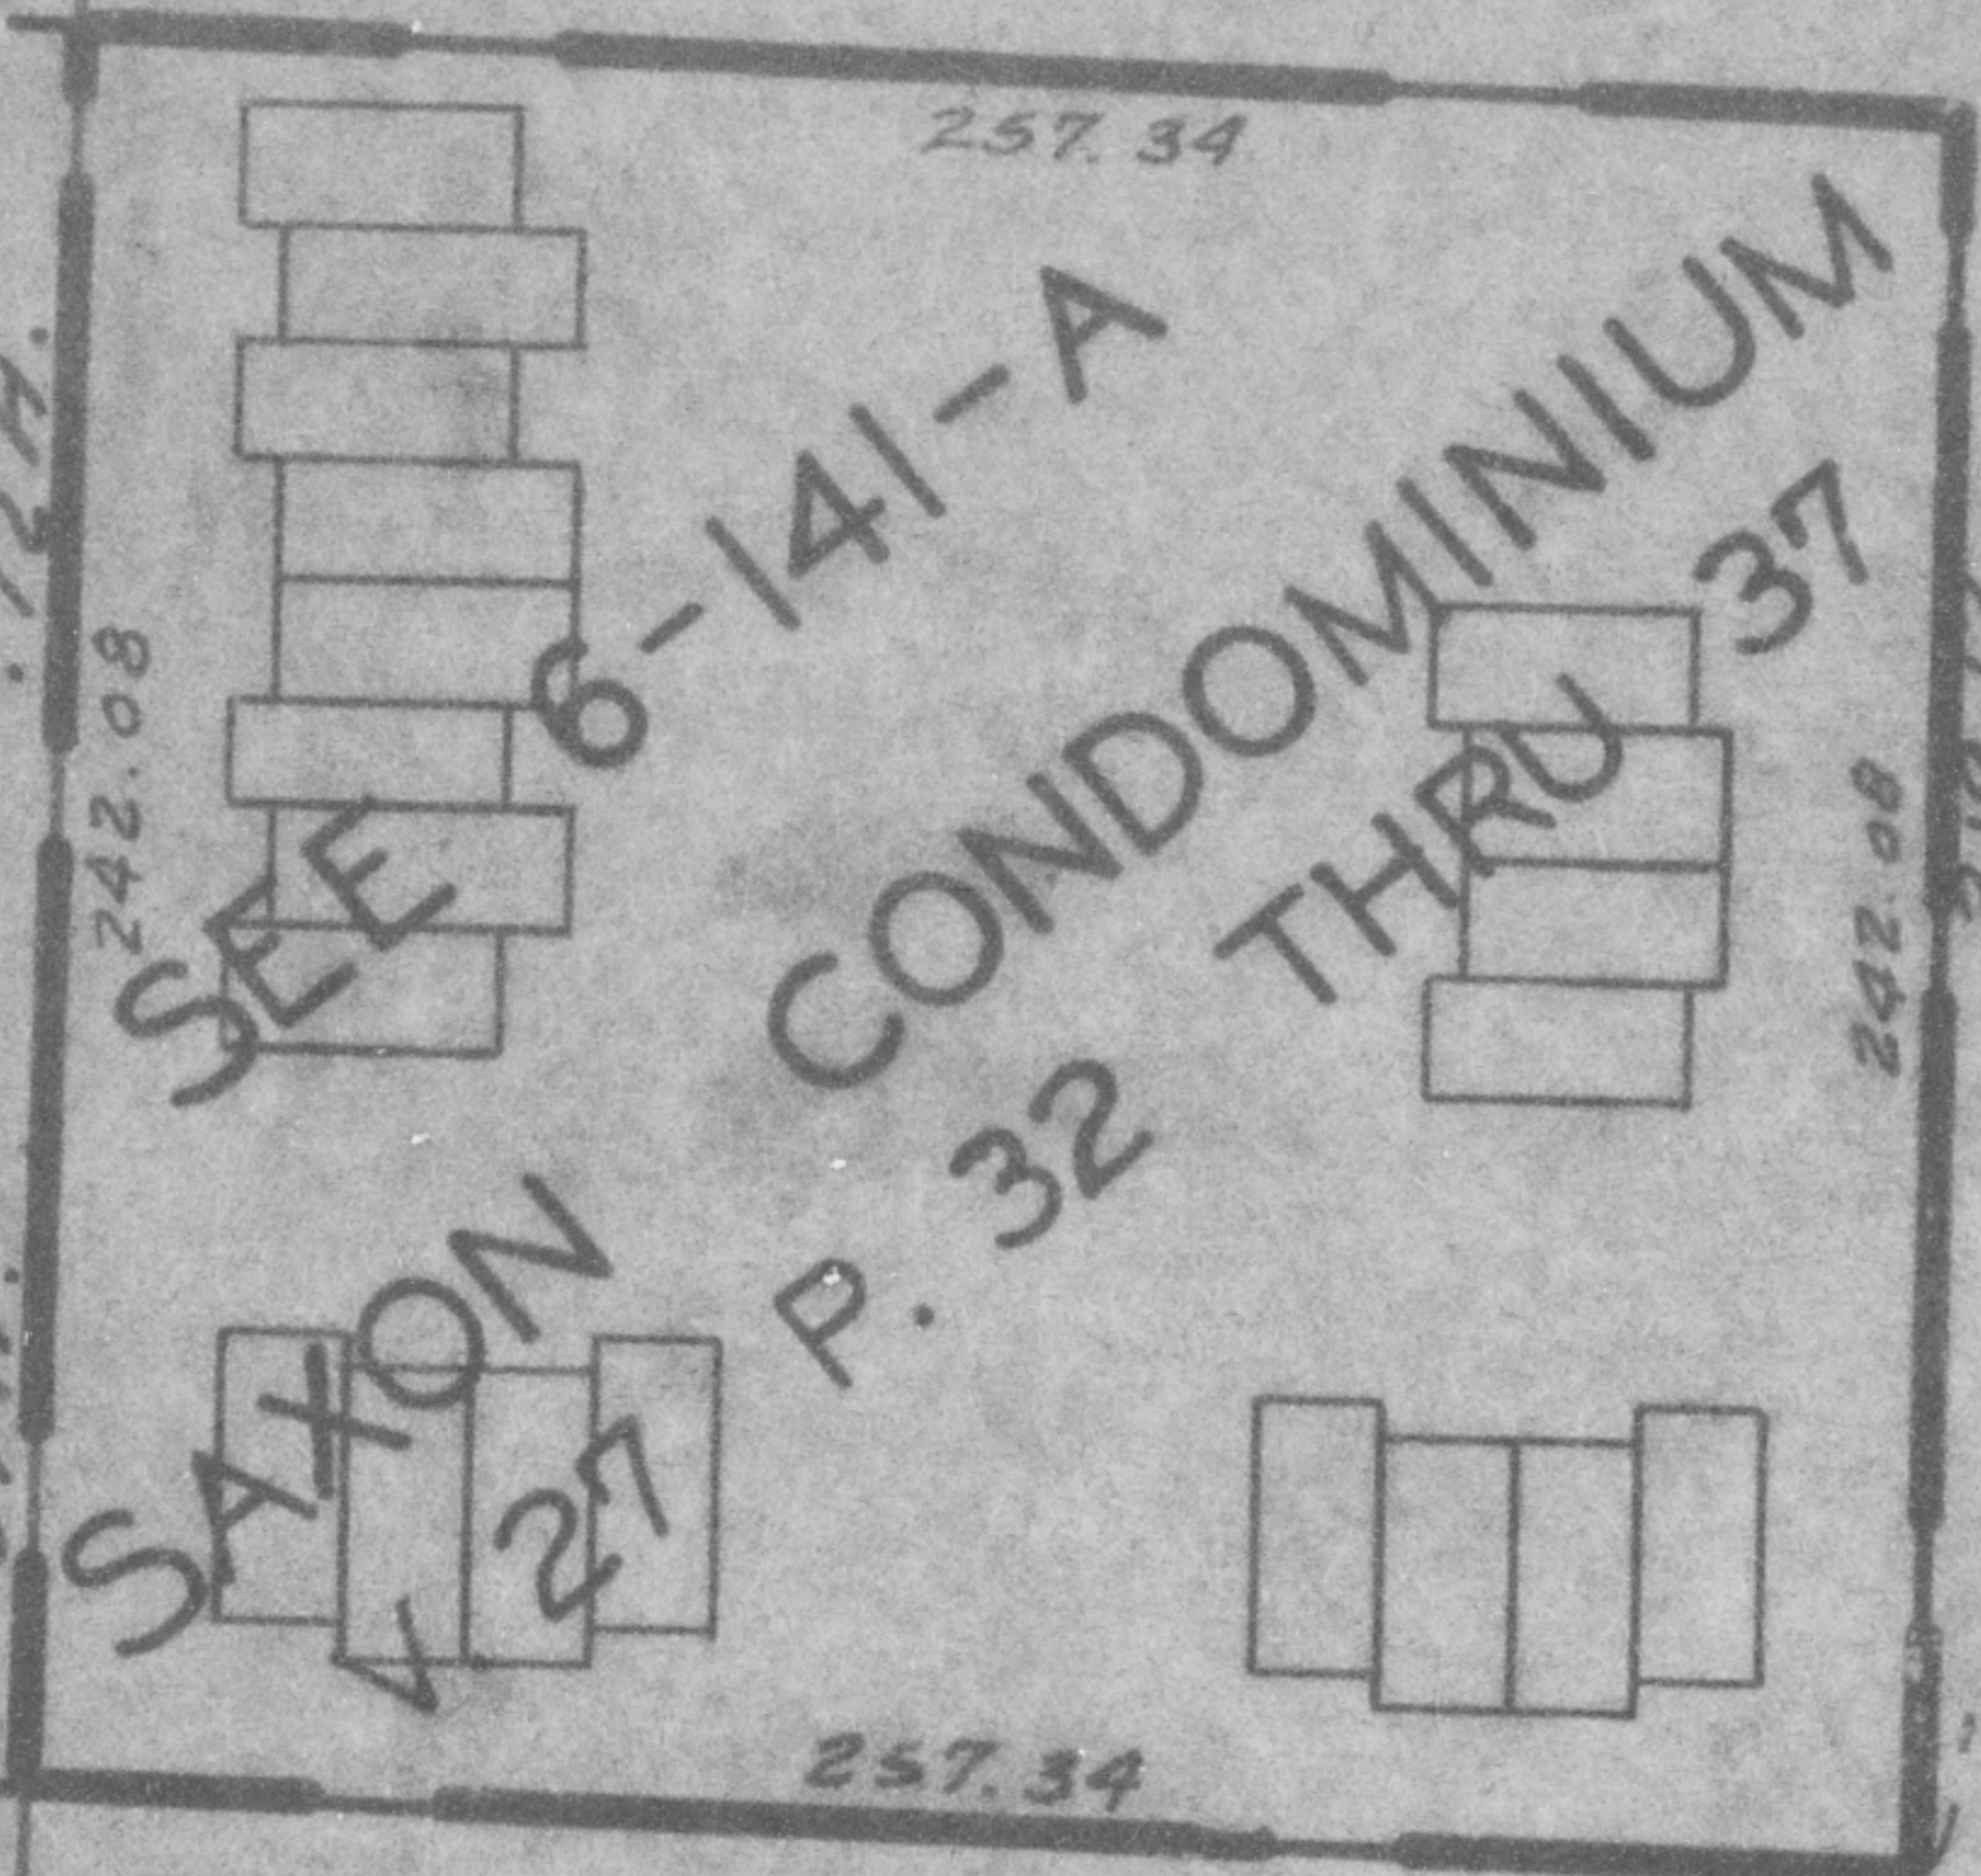 257.34
SEE 6-141-A
242.08
SAXON CONDOMINIUM
V 27 P. 32 THRU 37
242.08
257.34